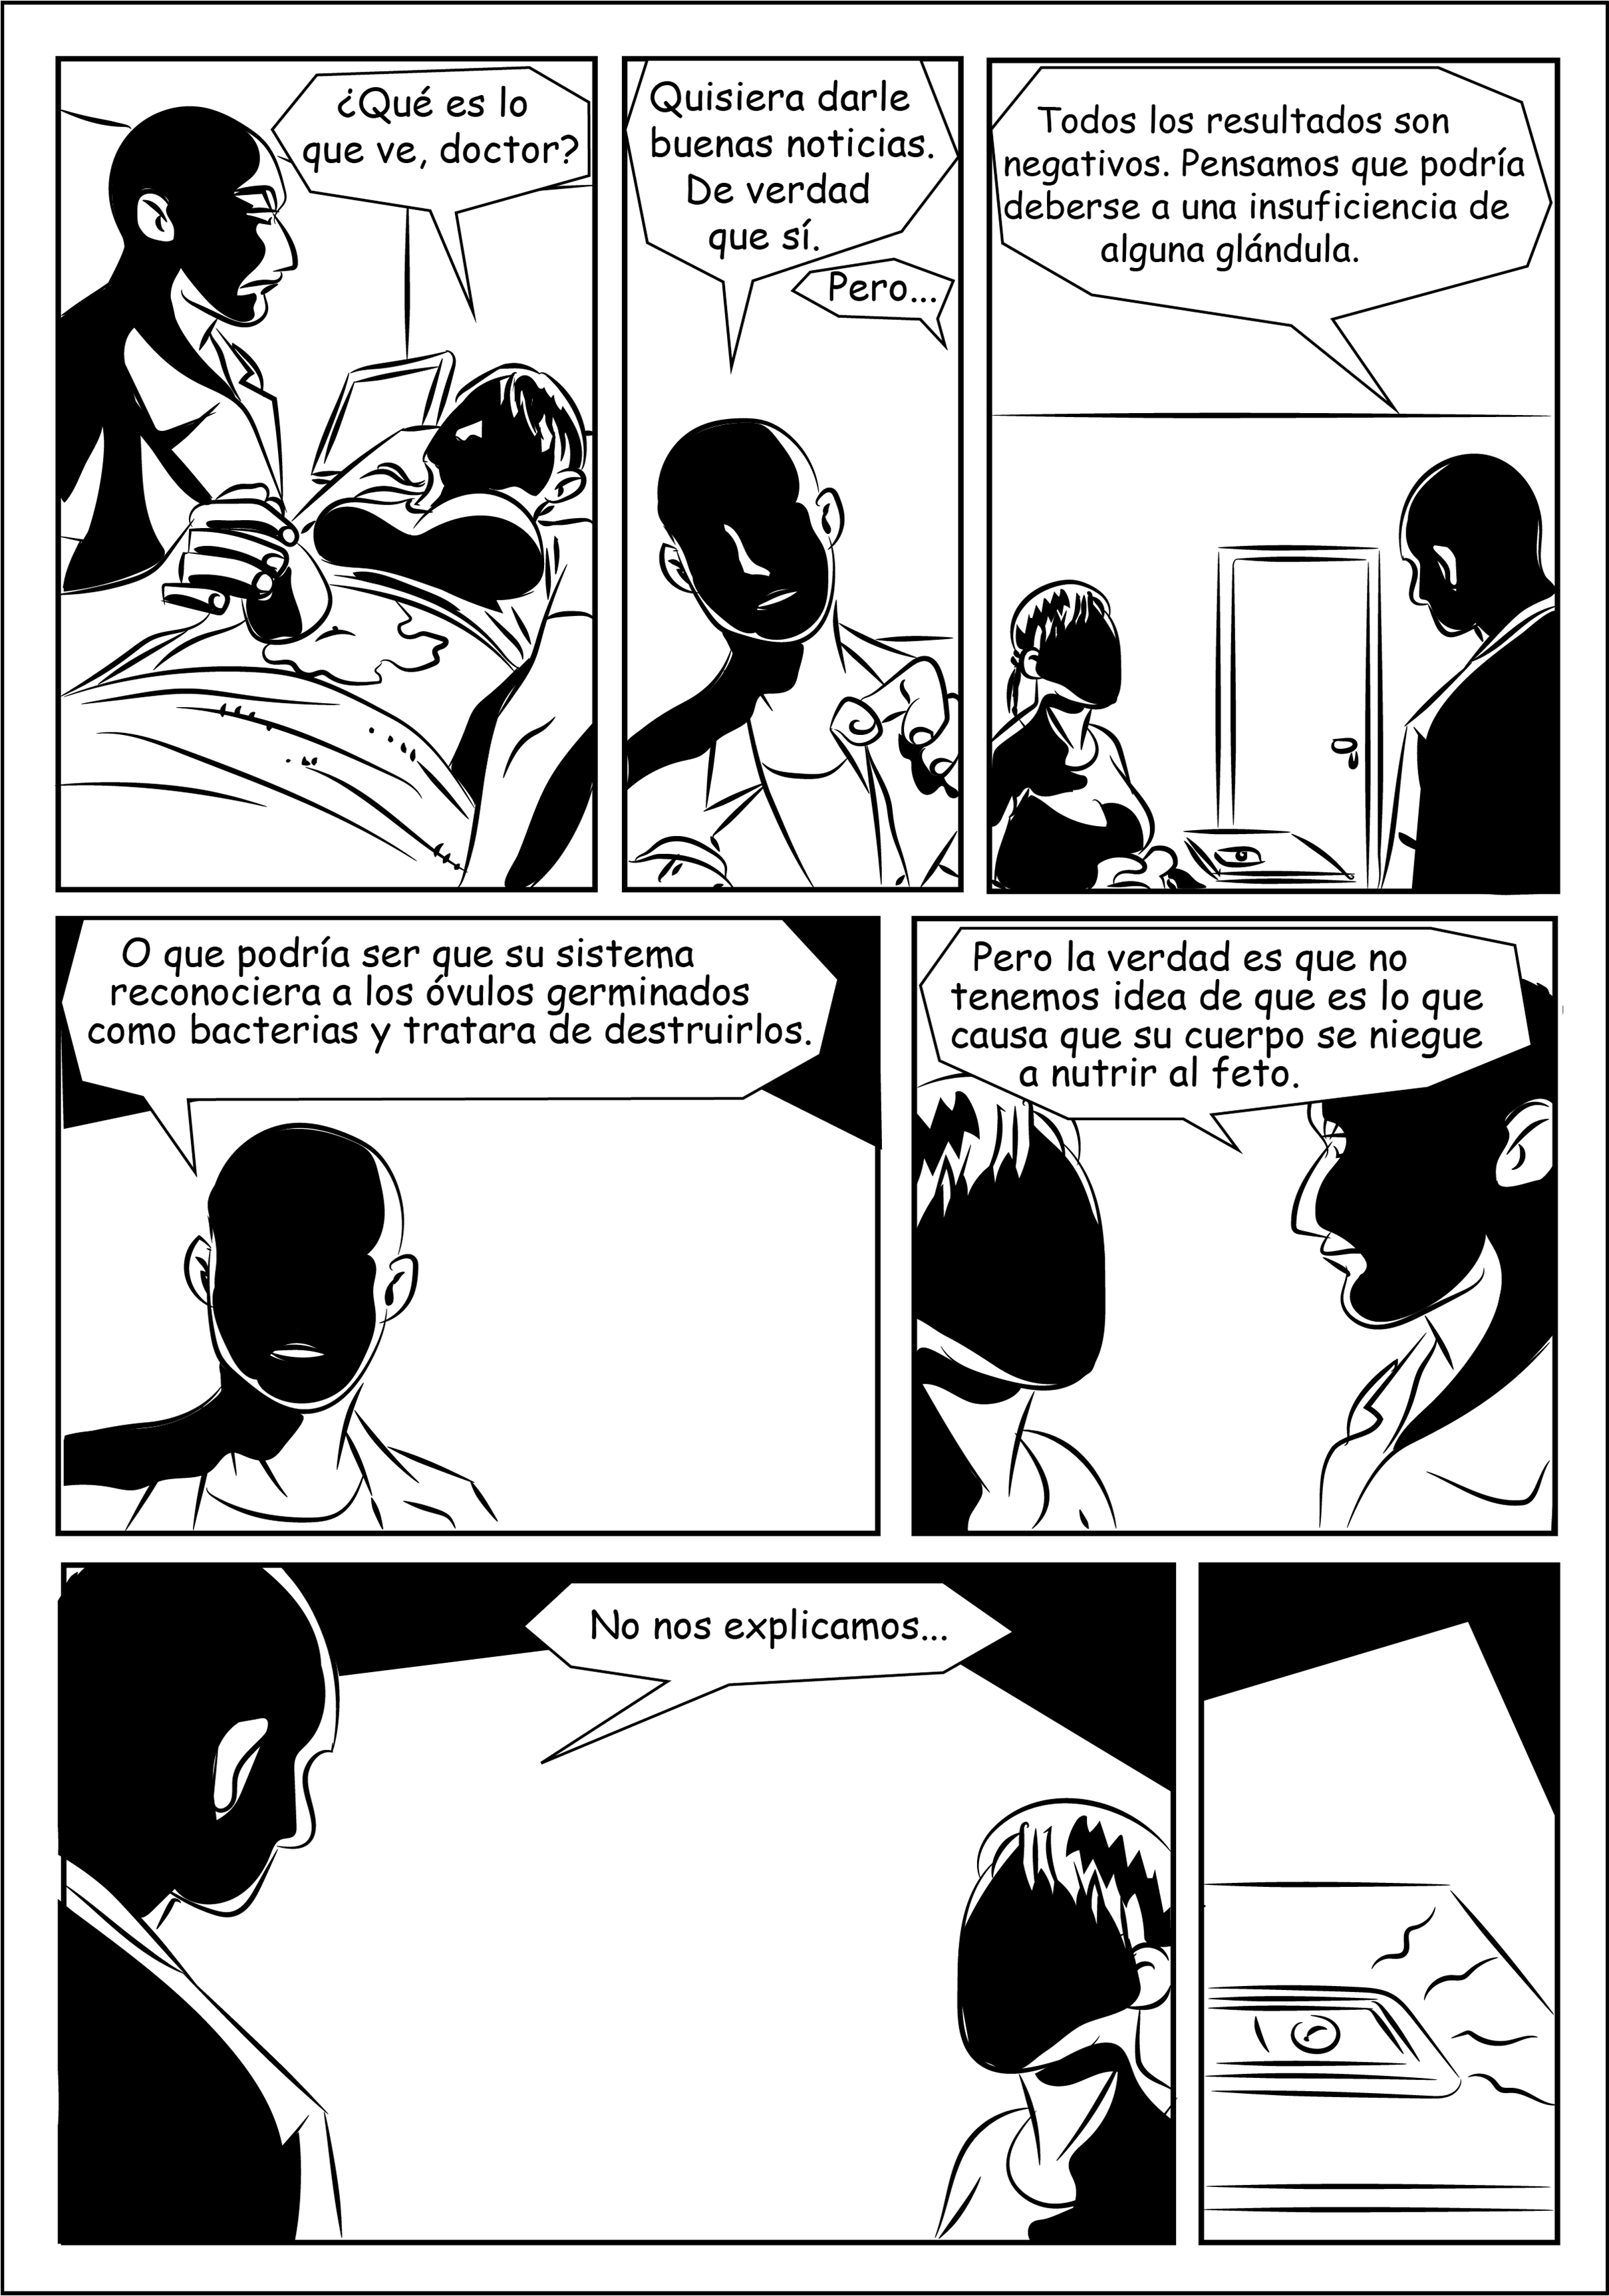 ¿Qué es lo
que ve, doctor?
Quisiera darle
buenas noticias.
De verdad
que sí.
Pero...
Todos los resultados son
negativos. Pensamos que podría
deberse a una insuficiencia de
alguna glándula.
O que podría ser que su sistema
reconociera a los óvulos germinados
como bacterias y tratara de destruirlos.
Pero la verdad es que no
tenemos idea de que es lo que
causa que su cuerpo se niegue
a nutrir al feto.
No nos explicamos...